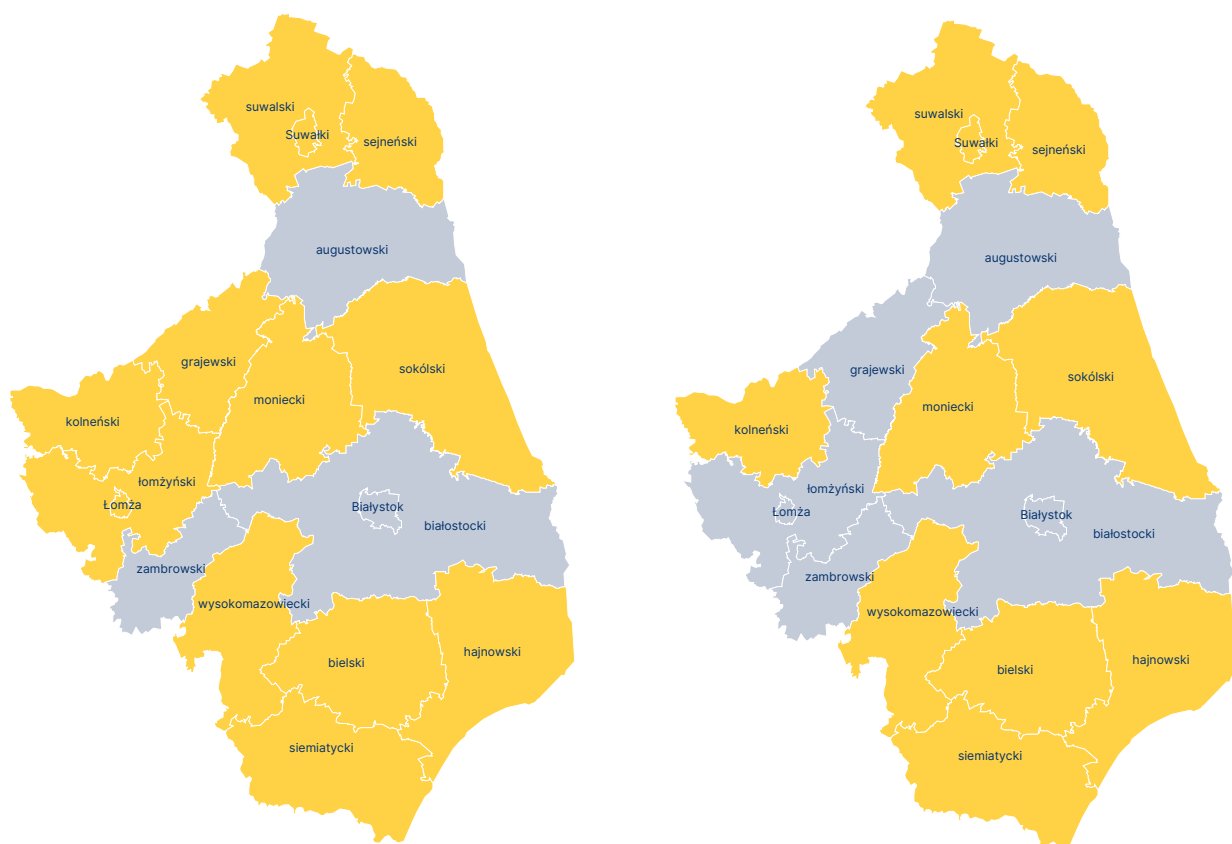 suwalski
Suwałki
sejneński
augustowski
grajewski
sokólski
moniecki
kolneński
łomżyński
Łomża
Białystok
białostocki
zambrowski
wysokomazowiecki
hajnowski
bielski
siemiatycki
suwalski
Suwałki
sejneński
augustowski
grajewski
sokólski
moniecki
kolneński
łomżyński
Łomża
Białystok
białostocki
zambrowski
wysokomazowiecki
hajnowski
bielski
siemiatycki